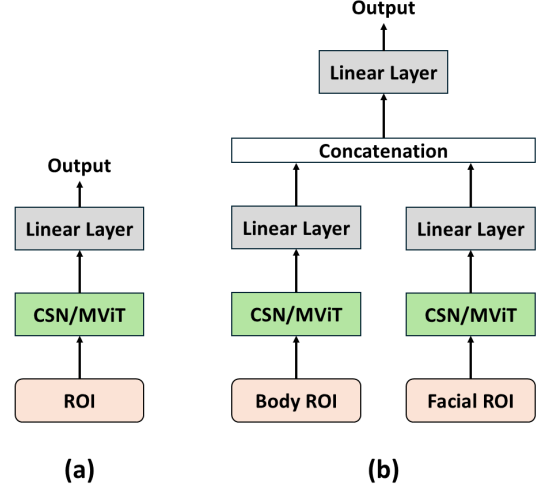 Output
Linear Layer
CSN/MViT
ROI
(a)
Output
Linear Layer
Concatenation
Linear Layer
Linear Layer
CSN/MViT
CSN/MViT
Body ROI
Facial ROI
(b)